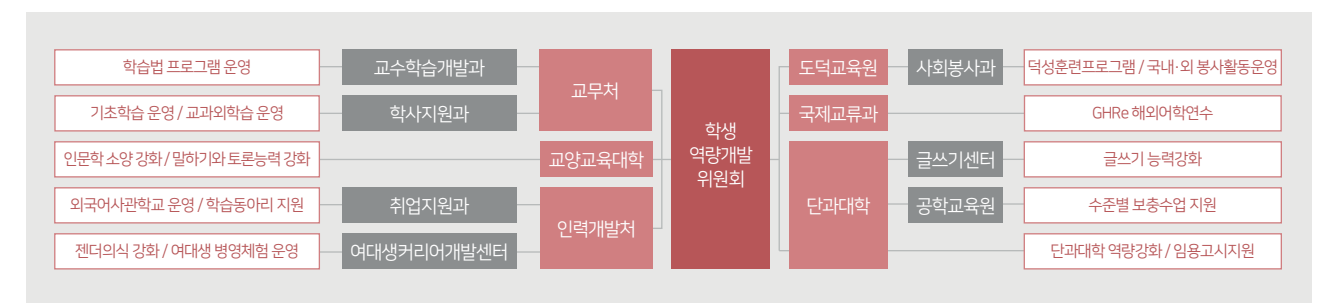 학습법 프로그램 운영
교수학습개발과
교무처
기초학습 운영 / 교과외학습 운영
학사지원과
인문학 소양 강화 / 말하기와 토론능력 강화
교양교육대학
외국어사관학교 운영 / 학습동아리 지원
취업지원과
인력개발처
젠더의식 강화 / 여대생 병영체험 운영
여대생커리어개발센터
학생
역량개발
위원회
도덕교육원
사회봉사과
덕성훈련프로그램 / 국내·외 봉사활동운영
국제교류과
GHRe 해외어학연수
단과대학
글쓰기센터
글쓰기 능력강화
공학교육원
수준별 보충수업 지원
단과대학 역량강화 / 임용고시지원